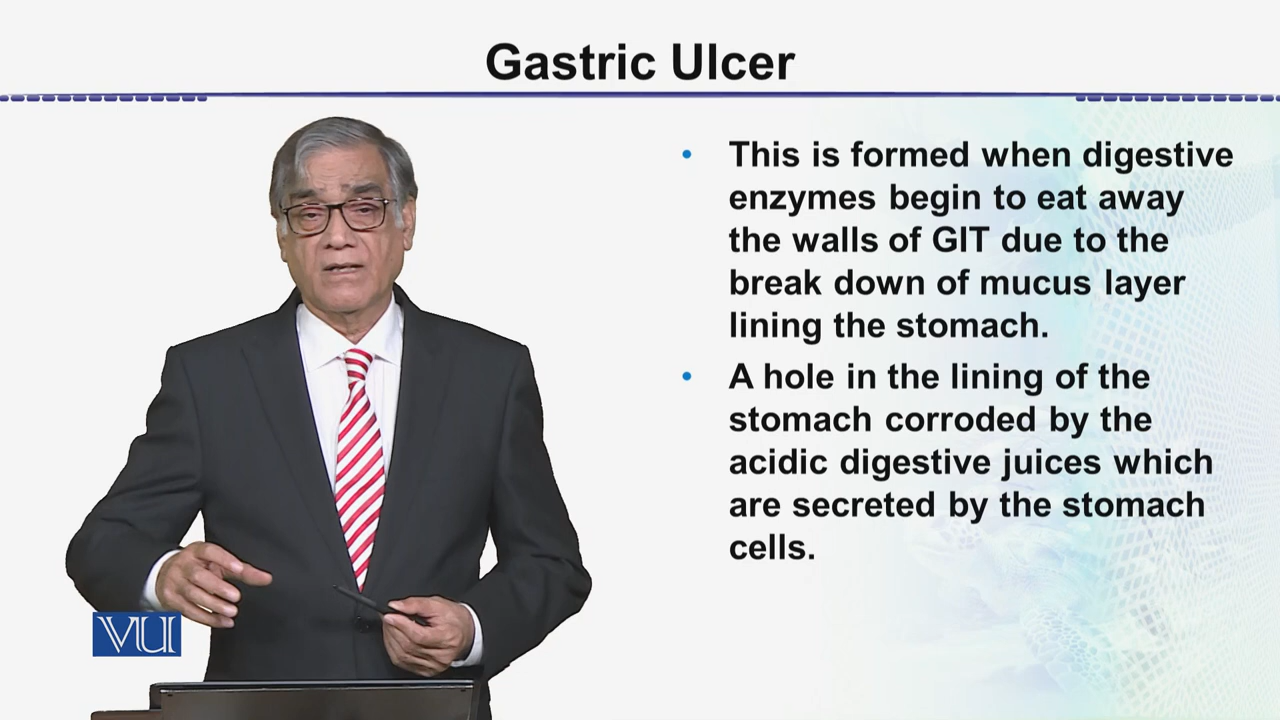 Gastric Ulcer
• This is formed when digestive
enzymes begin to eat away
the walls of GIT due to the
break down of mucus layer
lining the stomach.
• A hole in the lining of the
stomach corroded by the
acidic digestive juices which
are secreted by the stomach
cells.
VU